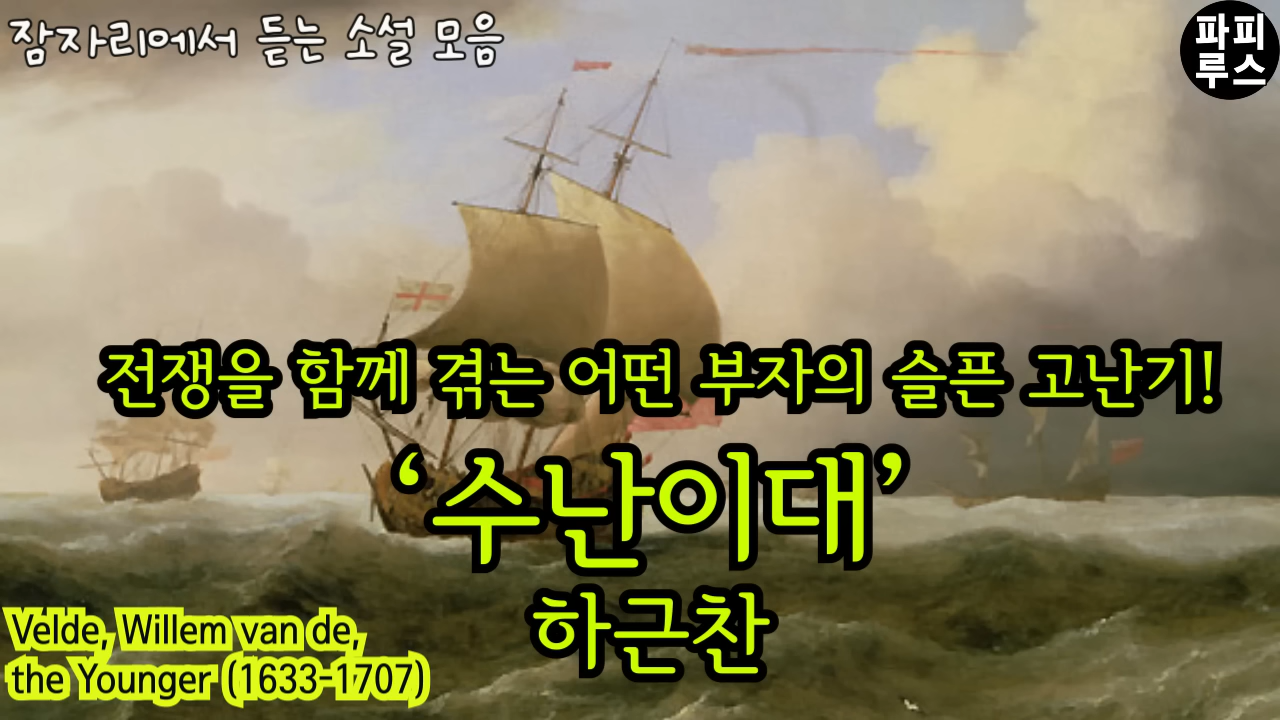 잠자리에서 듣는 소설 모음
파피
루스
전쟁을 함께 겪는 어떤 부자의 슬픈 고난기!
‘수난이대’
하근찬
Velde, Willem van de,
the Younger (1633-1707)